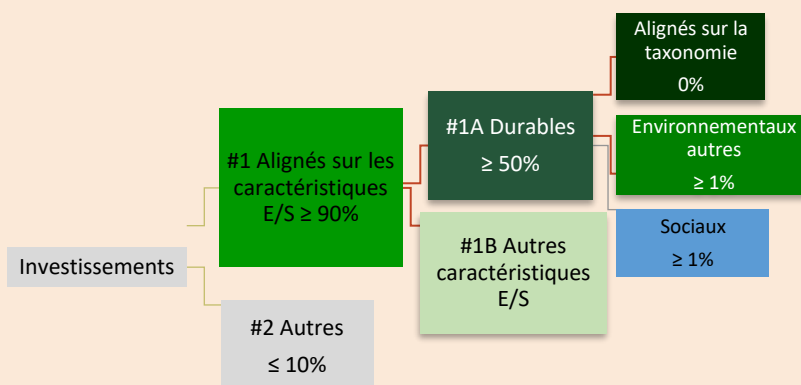 Investissements
#1 Alignés sur les
caractéristiques
E/S ≥ 90%
#2 Autres
≤ 10%
#1A Durables
≥ 50%
#1B Autres
caractéristiques
E/S
Alignés sur la
taxonomie
0%
Environnementaux
autres
≥ 1%
Sociaux
≥ 1%